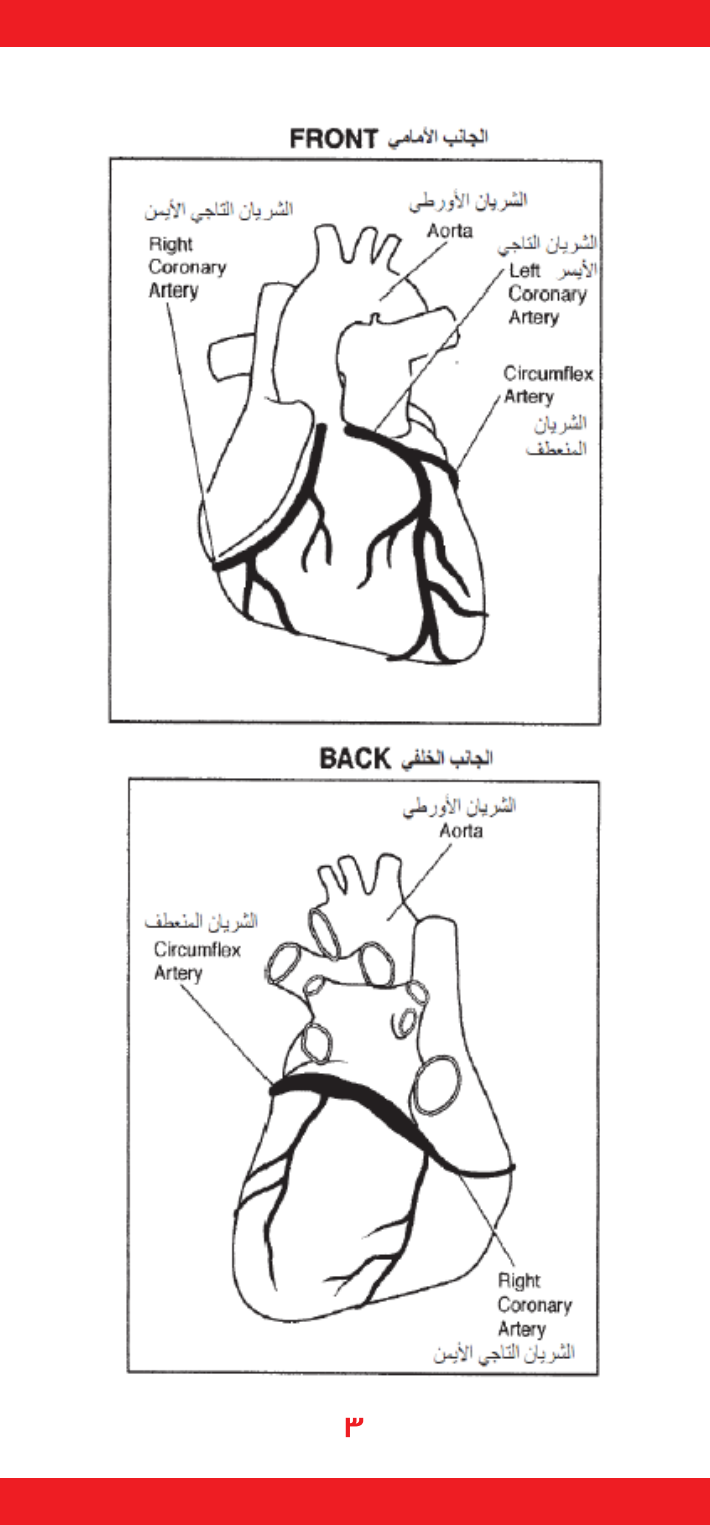 FRONT الجانب الأمامي
الشريان التاجي الأيمن
Right
Coronary
Artery
الشريان الأورطي
Aorta
الشريان التاجي
Left الأيسر
Coronary
Artery
Circumflex
Artery
الشريان
المنعطف
BACK الجانب الخلفي
الشريان الأورطي
Aorta
الشريان المنعطف
Circumflex
Artery
Right
Coronary
Artery
الشريان التاجي الأيمن
٣